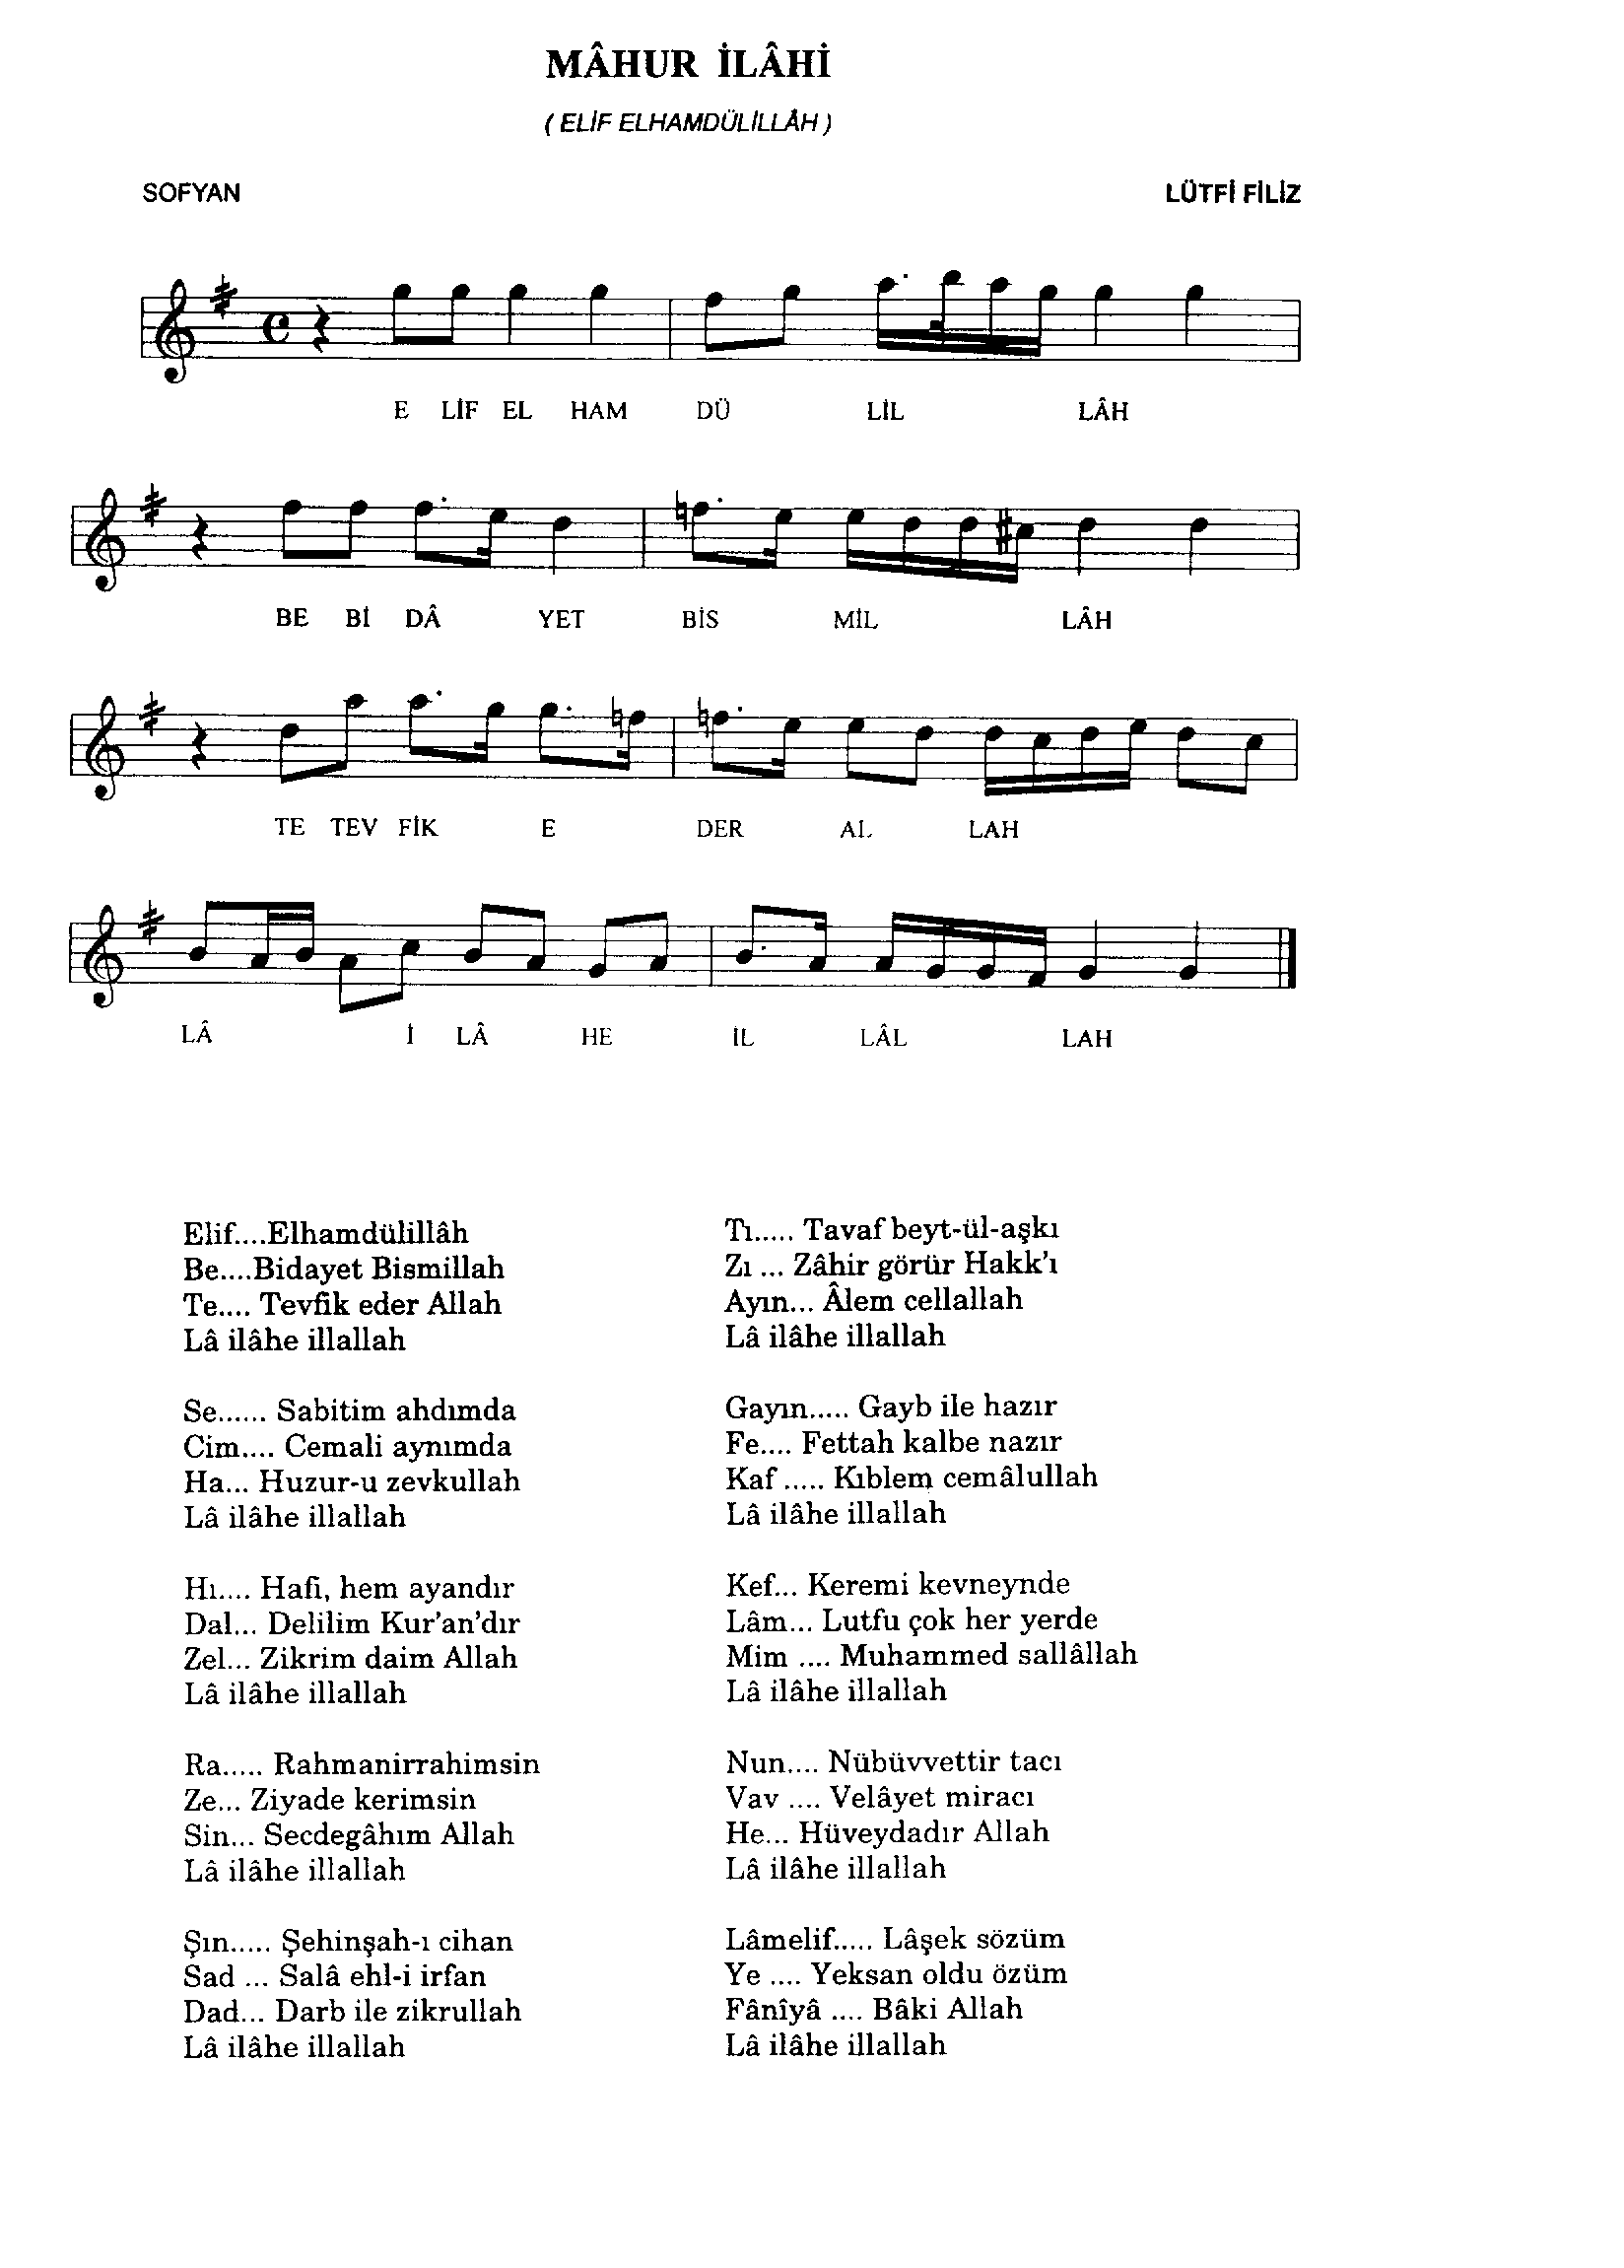 MÂHUR İLÂHİ
( ELİF ELHAMDÜLİLLÂH )
SOFYAN
LÜTFİ FİLİZ
E LİF EL HAM DÜ LİL LÂH
BE Bİ DÂ YET BİS MİL LÂH
TE TEV FİK E DER AL LAH
LÂ İ LÂ HE İL LÂL LAH
Elif....Elhamdülillâh
Be....Bidayet Bismillah
Te.... Tevfik eder Allah
Lâ ilâhe illallah
Se...... Sabitim ahdımda
Cim.... Cemali aynımda
Ha... Huzur-u zevkullah
Lâ ilâhe illallah
Hı.... Hafi, hem ayandır
Dal... Delilim Kur'an'dır
Zel... Zikrim daim Allah
Lâ ilâhe illallah
Ra..... Rahmanirrahimsin
Ze... Ziyade kerimsin
Sin... Secdegâhım Allah
Lâ ilâhe illallah
Şın..... Şehinşah-ı cihan
Sad ... Salâ ehl-i irfan
Dad... Darb ile zikrullah
Lâ ilâhe illallah
Tı..... Tavaf beyt-ül-aşkı
Zı ... Zâhir görür Hakk'ı
Ayın... Âlem cellallah
Lâ ilâhe illallah
Gayın..... Gayb ile hazır
Fe.... Fettah kalbe nazır
Kaf ..... Kıblem cemâlullah
Lâ ilâhe illallah
Kef... Keremi kevneynde
Lâm... Lutfu çok her yerde
Mim .... Muhammed sallâllah
Lâ ilâhe illallah
Nun.... Nübüvvettir tacı
Vav .... Velâyet miracı
He... Hüveydadır Allah
Lâ ilâhe illallah
Lâmelif..... Lâşek sözüm
Ye .... Yeksan oldu özüm
Fânîyâ .... Bâki Allah
Lâ ilâhe illallah